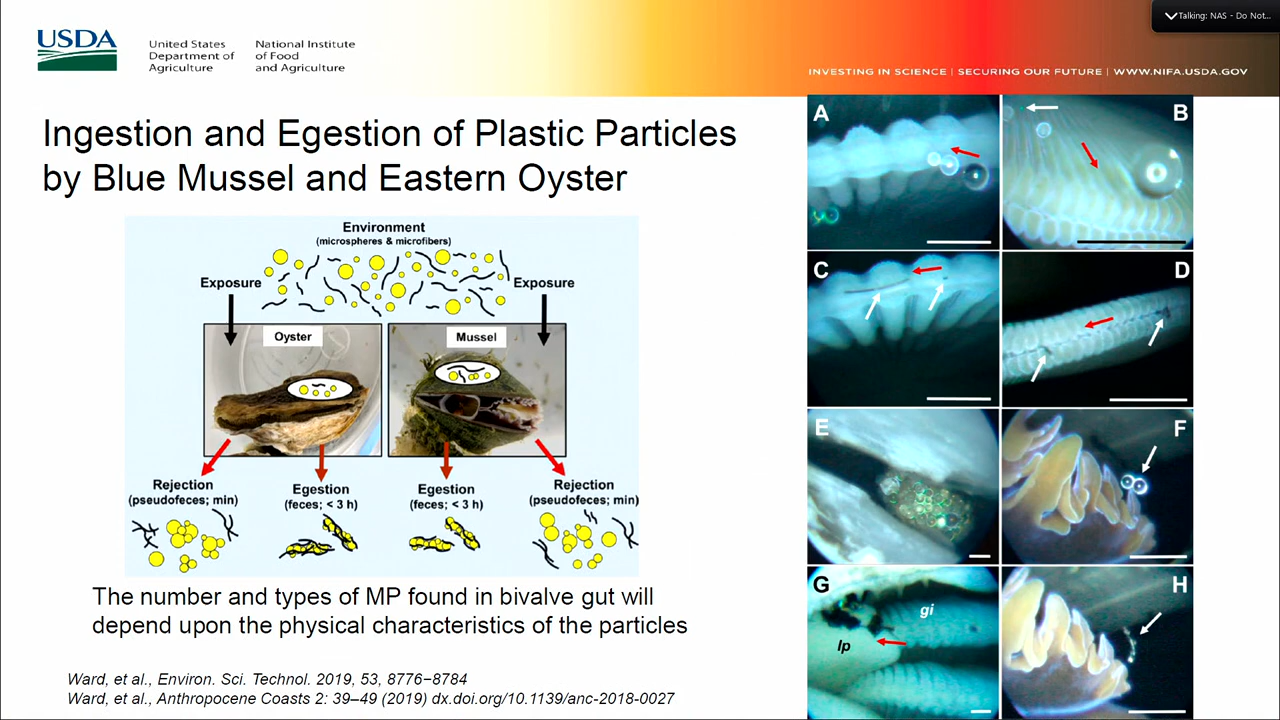 Talking: NAS - Do Not...
USDA
United States
Department of
Agriculture
National Institute
of Food
and Agriculture
INVESTING IN SCIENCE | SECURING OUR FUTURE | WWW.NIFA.USDA.GOV
Ingestion and Egestion of Plastic Particles
by Blue Mussel and Eastern Oyster
Environment
(microspheres & microfibers)
Exposure
Exposure
Oyster
Mussel
Rejection
(pseudofeces; min)
Egestion
(feces; < 3 h)
Egestion
(feces; < 3 h)
Rejection
(pseudofeces; min)
The number and types of MP found in bivalve gut will
depend upon the physical characteristics of the particles
Ward, et al., Environ. Sci. Technol. 2019, 53, 8776−8784
Ward, et al., Anthropocene Coasts 2: 39–49 (2019) dx.doi.org/10.1139/anc-2018-0027
A
B
C
D
E
F
G
gi
lp
H